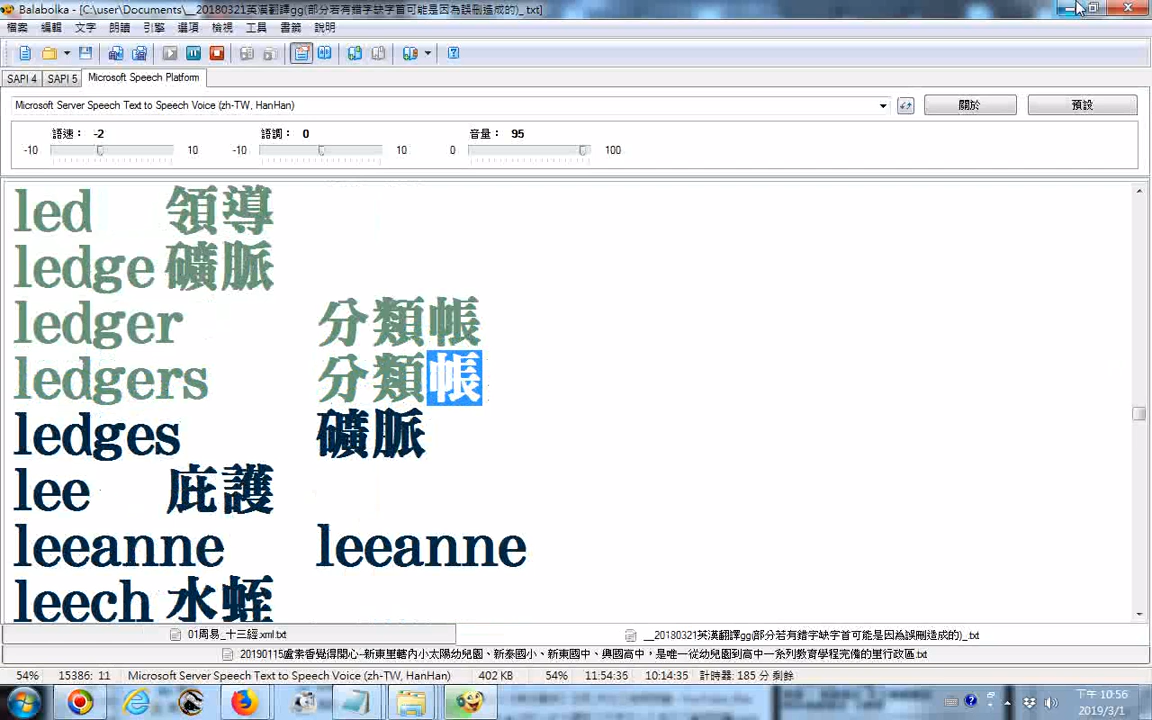 Balabolka - [C:\user\Documents\__20180321英漢翻譯gg(部分若有錯字缺字首可能是因為誤刪造成的)_.txt]
檔案 編輯 文字 朗讀 引擎 選項 檢視 工具 書籤 說明
SAPI 4 SAPI 5 Microsoft Speech Platform
Microsoft Server Speech Text to Speech Voice (zh-TW, HanHan) 關於 預設
語速： -2 語調： 0 音量： 95
-10 10 -10 10 0 100
led 領導
ledge 礦脈
ledger 分類帳
ledgers 分類帳
ledges 礦脈
lee 庇護
leeanne leeanne
leech 水蛭
01周易_十三經.xml.txt __20180321英漢翻譯gg(部分若有錯字缺字首可能是因為誤刪造成的)_.txt
20190115盧素香覺得開心~新東里轄內小太陽幼兒園、新泰國小、新東國中、興國高中，是唯一從幼兒園到高中一系列教育學程完備的里行政區.txt
54% 15386: 11 Microsoft Server Speech Text to Speech Voice (zh-TW, HanHan) 402 KB 54% 11:54:35 10:14:35 計時器: 185 分 剩餘
下午 10:56
2019/3/1